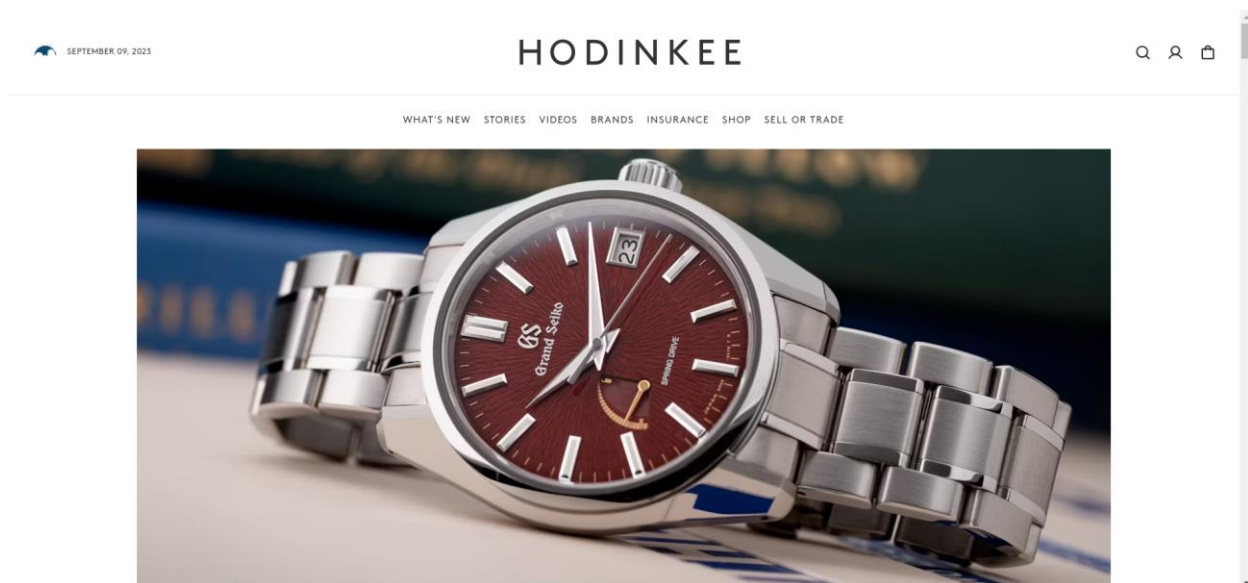 SEPTEMBER 09, 2023
HODINKEE
WHAT'S NEW STORIES VIDEOS BRANDS INSURANCE SHOP SELL OR TRADE
23
GS
Grand Seiko
SPRING DRIVE